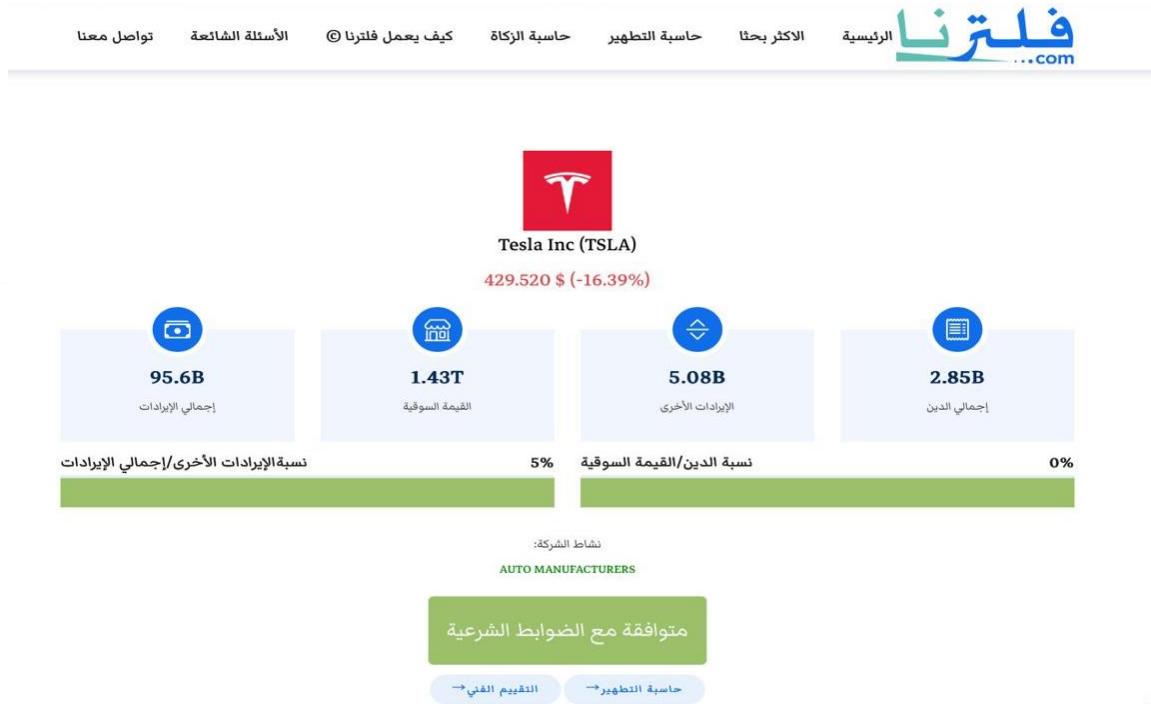 فلترنا
...com
الرئيسية
الاكثر بحثا
حاسبة التطهير
حاسبة الزكاة
كيف يعمل فلترنا ©
الأسئلة الشائعة
تواصل معنا
Tesla Inc (TSLA)
429.520 $ (-16.39%)
2.85B
إجمالي الدين
5.08B
الإيرادات الأخرى
1.43T
القيمة السوقية
95.6B
إجمالي الإيرادات
0%
نسبة الدين/القيمة السوقية
5%
نسبةالإيرادات الأخرى/إجمالي الإيرادات
نشاط الشركة:
AUTO MANUFACTURERS
متوافقة مع الضوابط الشرعية
حاسبة التطهير→
التقييم الفني→